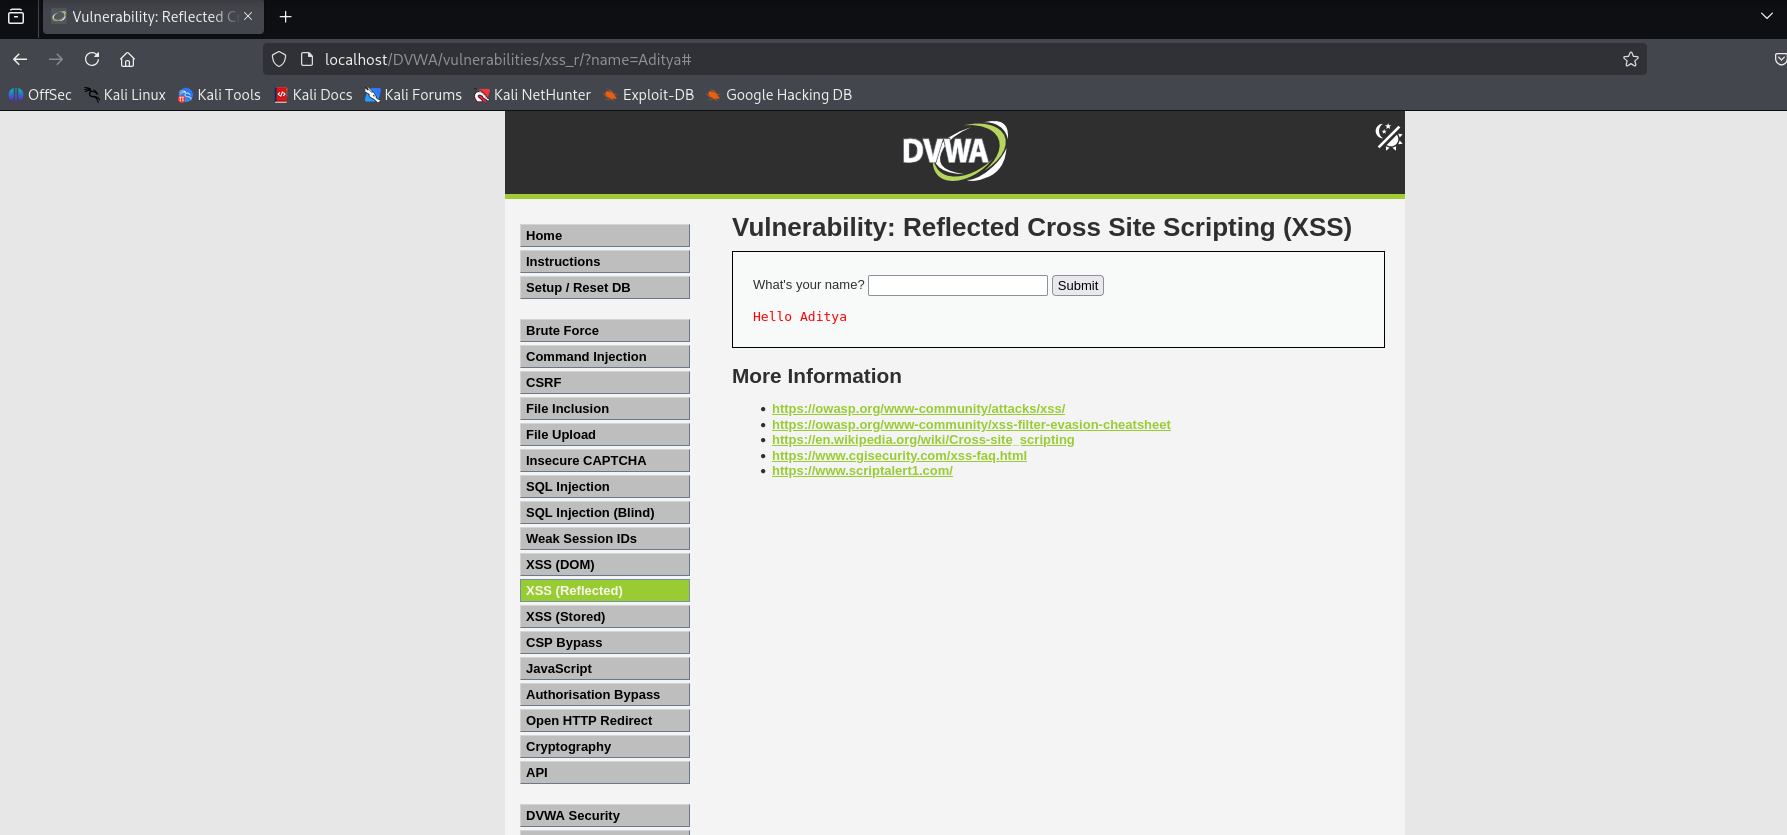 Vulnerability: Reflected C
localhost/DVWA/vulnerabilities/xss_r/?name=Aditya#
OffSec Kali Linux Kali Tools Kali Docs Kali Forums Kali NetHunter Exploit-DB Google Hacking DB
DVWA
Home
Instructions
Setup / Reset DB
Brute Force
Command Injection
CSRF
File Inclusion
File Upload
Insecure CAPTCHA
SQL Injection
SQL Injection (Blind)
Weak Session IDs
XSS (DOM)
XSS (Reflected)
XSS (Stored)
CSP Bypass
JavaScript
Authorisation Bypass
Open HTTP Redirect
Cryptography
API
DVWA Security
Vulnerability: Reflected Cross Site Scripting (XSS)
What's your name? Submit
Hello Aditya
More Information
https://owasp.org/www-community/attacks/xss/
https://owasp.org/www-community/xss-filter-evasion-cheatsheet
https://en.wikipedia.org/wiki/Cross-site_scripting
https://www.cgisecurity.com/xss-faq.html
https://www.scriptalert1.com/